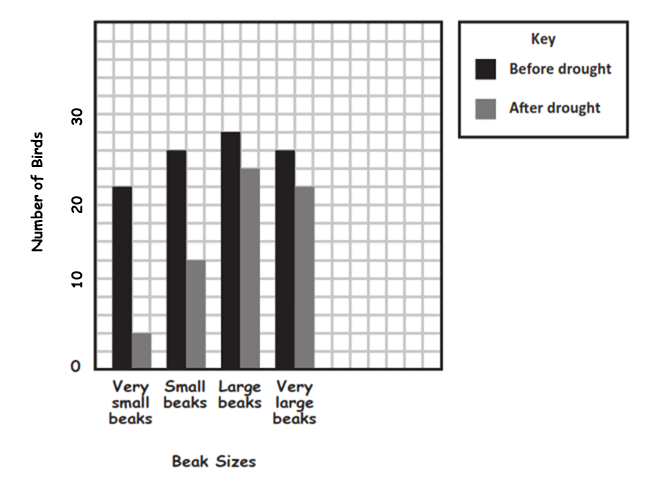 Key
Before drought
After drought
Number of Birds
30
20
10
0
Very small beaks
Small beaks
Large beaks
Very large beaks
Beak Sizes